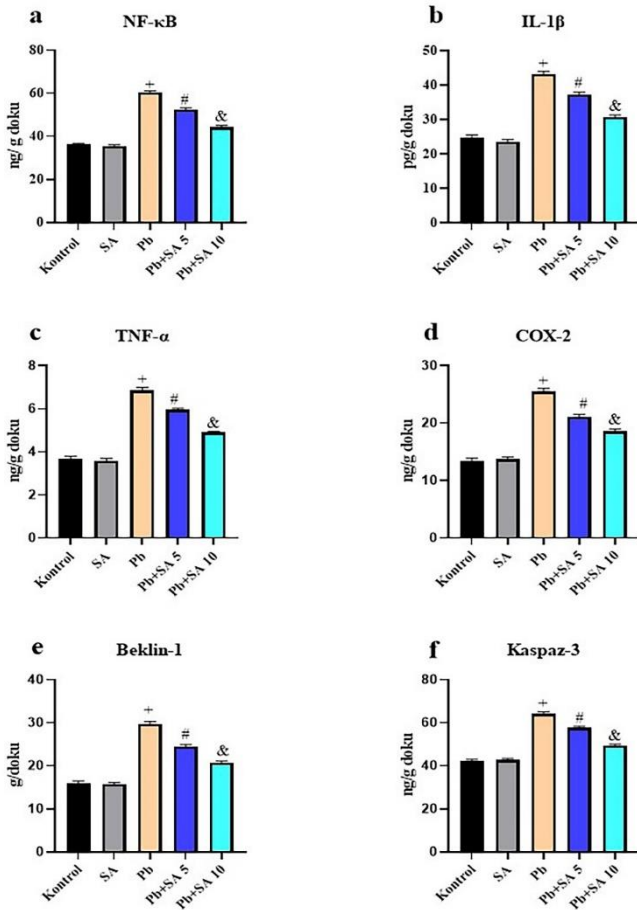 a
NF-κB
ng/ g doku
60
40
20
0
80
Kontrol
SA
Pb
Pb+SA 5
Pb+SA 10
+
#
&
b
IL-1β
pg/g doku
50
40
30
20
10
0
Kontrol
SA
Pb
Pb+SA 5
Pb+SA 10
+
#
&
c
TNF-α
ng/g doku
8
6
4
2
0
Kontrol
SA
Pb
Pb+SA 5
Pb+SA 10
+
#
&
d
COX-2
ng/g doku
30
20
10
0
Kontrol
SA
Pb
Pb+SA 5
Pb+SA 10
+
#
&
e
Beklin-1
g/doku
40
30
20
10
0
Kontrol
SA
Pb
Pb+SA 5
Pb+SA 10
+
#
&
f
Kaspaz-3
ng/g doku
80
60
40
20
0
Kontrol
SA
Pb
Pb+SA 5
Pb+SA 10
+
#
&